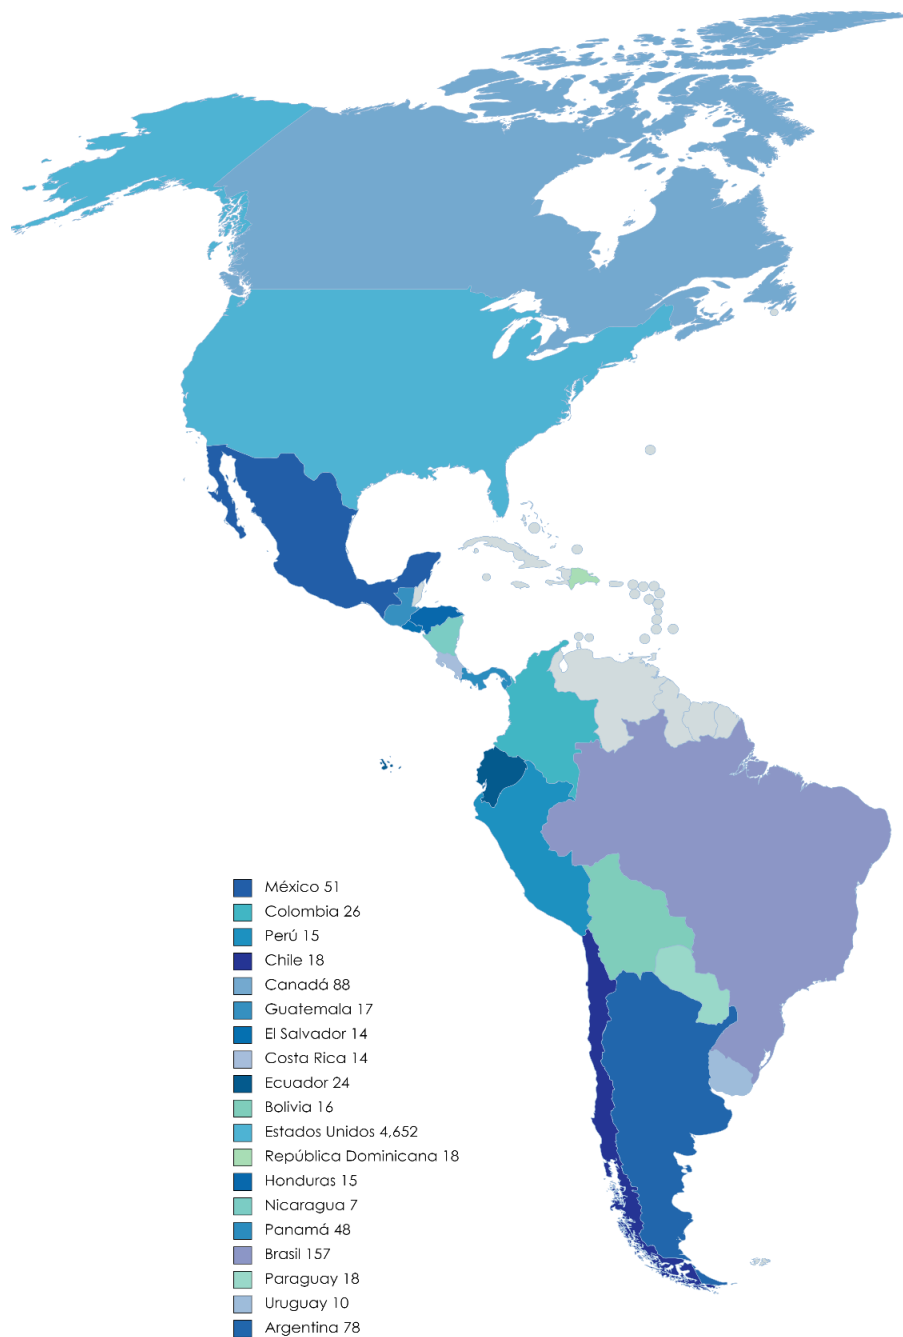 México 51
Colombia 26
Perú 15
Chile 18
Canadá 88
Guatemala 17
El Salvador 14
Costa Rica 14
Ecuador 24
Bolivia 16
Estados Unidos 4,652
República Dominicana 18
Honduras 15
Nicaragua 7
Panamá 48
Brasil 157
Paraguay 18
Uruguay 10
Argentina 78